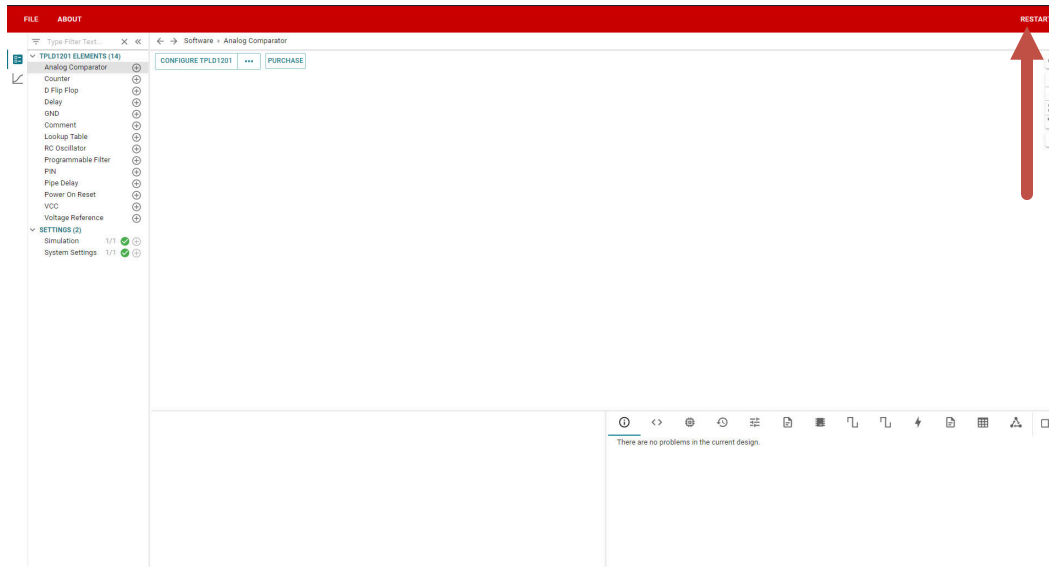 FILE ABOUT RESTART
Type Filter Text... Software » Analog Comparator
TPLD1201 ELEMENTS (14)
CONFIGURE TPLD1201 ••• PURCHASE
Analog Comparator
Counter
D Flip Flop
Delay
GND
Comment
Lookup Table
RC Oscillator
Programmable Filter
PIN
Pipe Delay
Power On Reset
VCC
Voltage Reference
SETTINGS (2)
Simulation 1/1
System Settings 1/1
There are no problems in the current design.